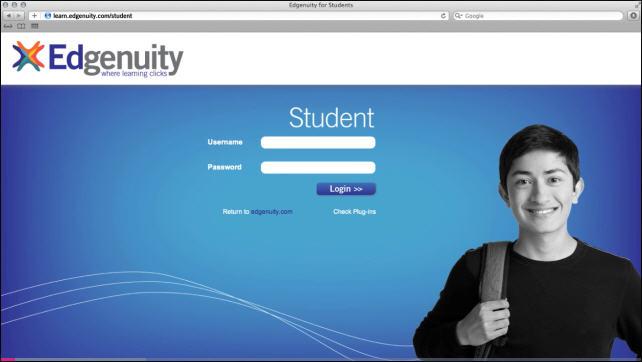 Edgenuity for Students
learn.edgenuity.com/student
Google
Edgenuity
where learning clicks
Student
Username
Password
Login >>
Return to edgenuity.com
Check Plug-ins